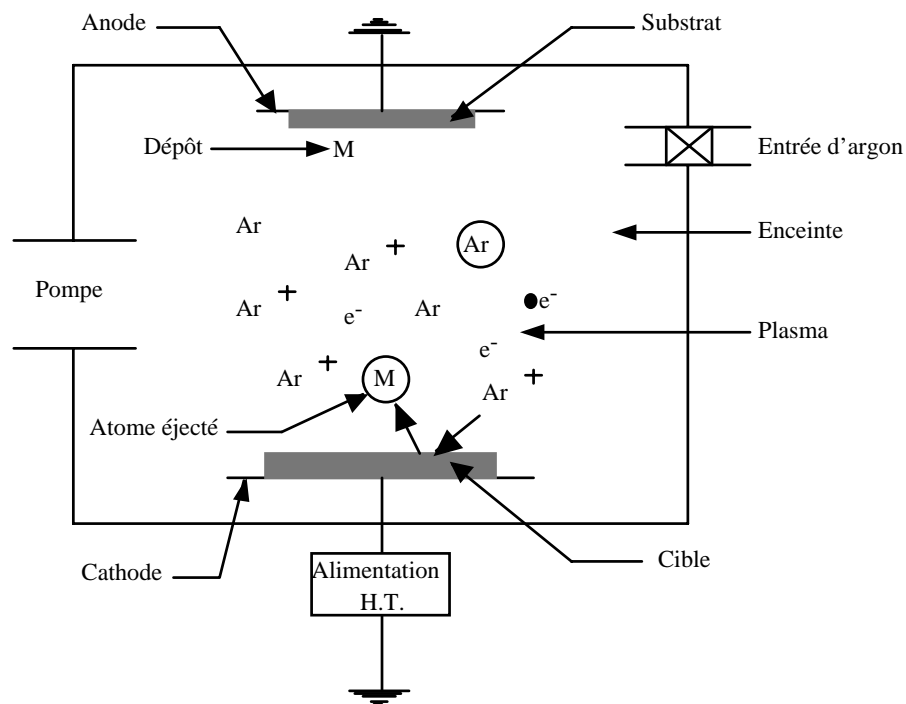 Anode
Substrat
Dépôt
M
Entrée d'argon
Ar
Ar
+
Ar
Enceinte
Pompe
Ar
+
e-
Ar
e-
Plasma
e-
Ar
+
M
Ar
+
Atome éjecté
Cathode
Alimentation
H.T.
Cible